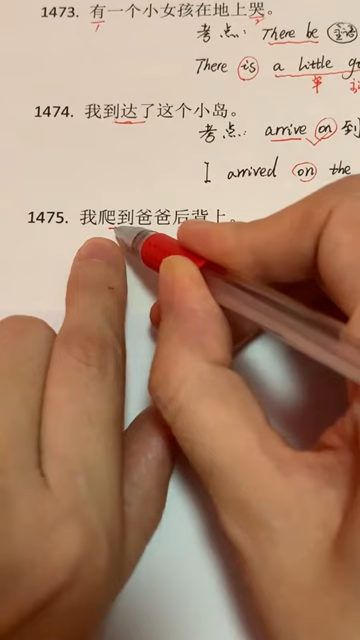 1473. 有一个小女孩在地上哭。
考点: There be
There is a little
1474. 我到达了这个小岛。
考点: arrive on 到
I arrived on the
1475. 我爬到爸爸后背上。